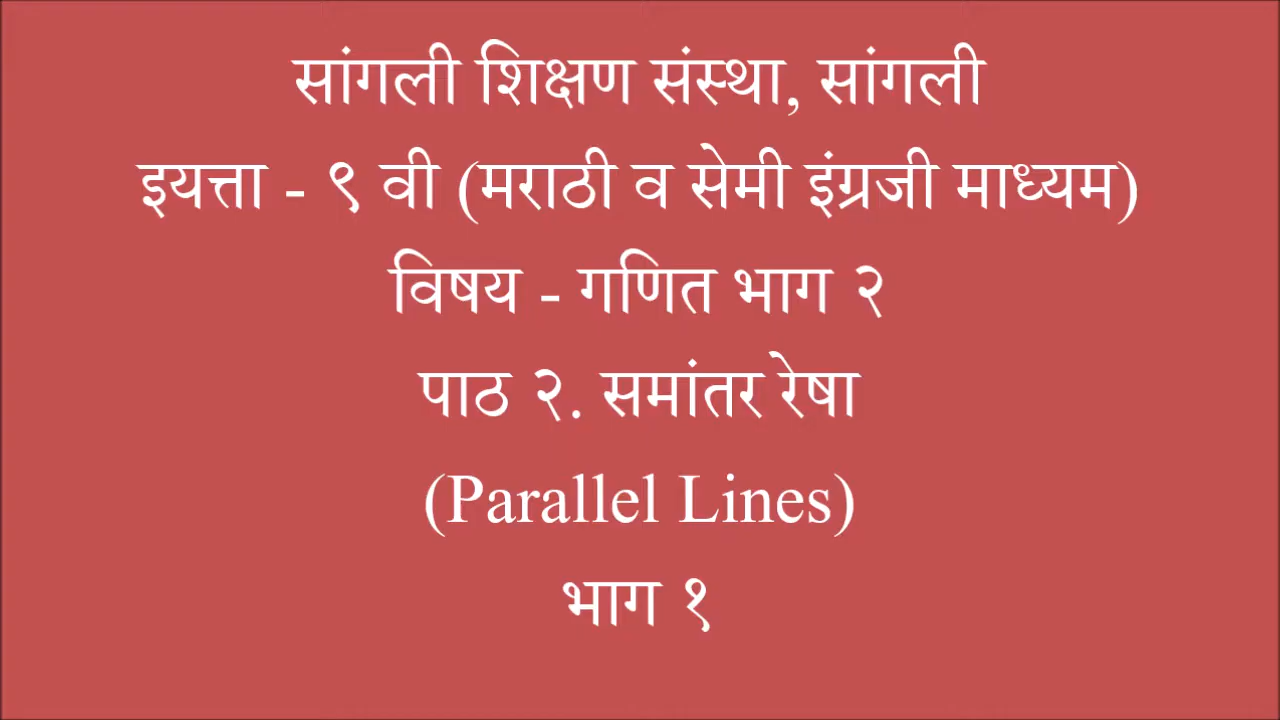 सांगली शिक्षण संस्था, सांगली
इयत्ता - ९ वी (मराठी व सेमी इंग्रजी माध्यम)
विषय - गणित भाग २
पाठ २. समांतर रेषा
(Parallel Lines)
भाग १